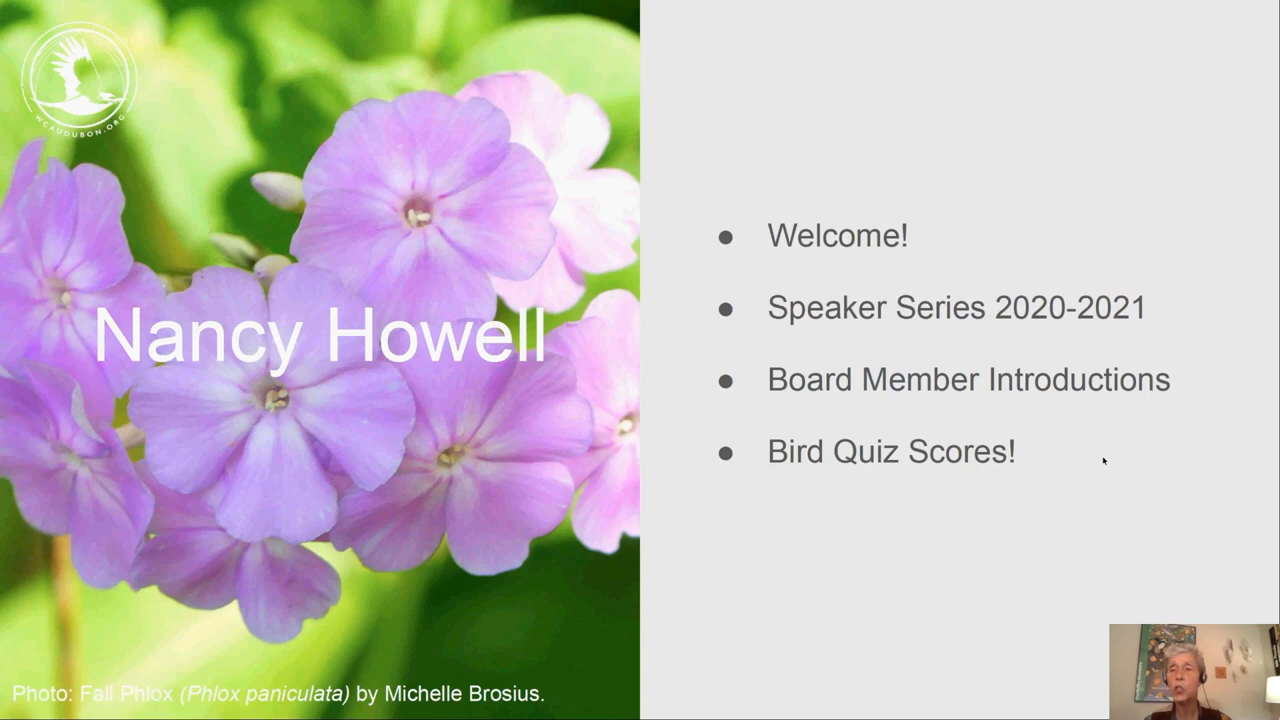 WCAUDUBON.ORG
Nancy Howell
Photo: Fall Phlox (Phlox paniculata) by Michelle Brosius.
● Welcome!
● Speaker Series 2020-2021
● Board Member Introductions
● Bird Quiz Scores!